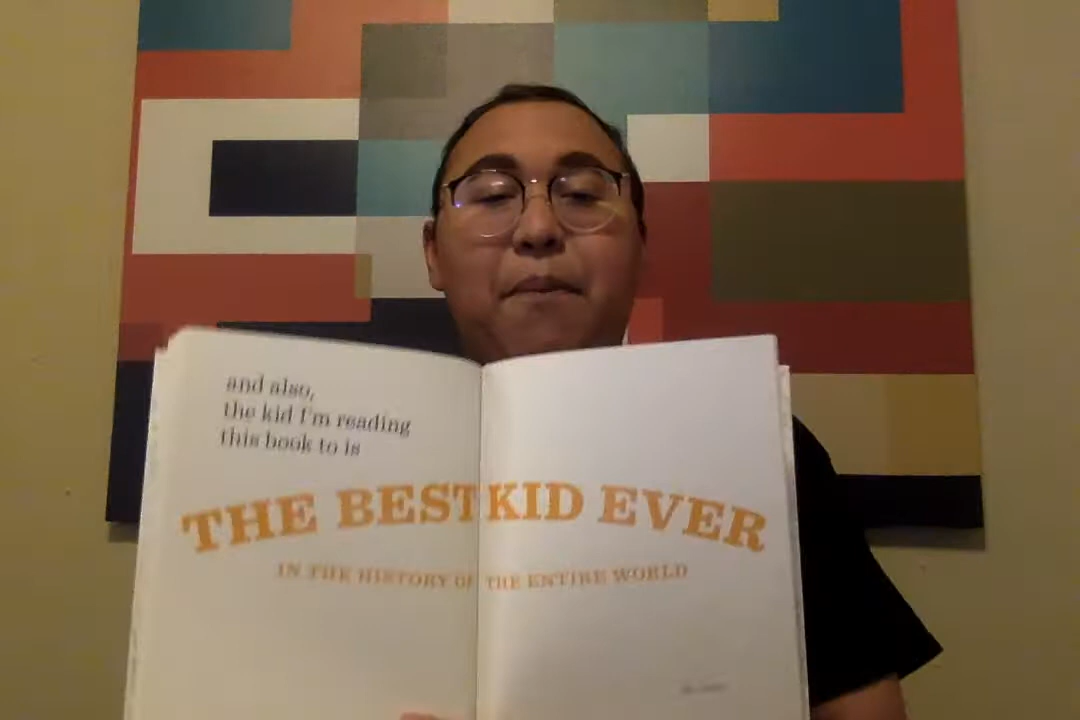 and also,
the kid I'm reading
this book to is
THE BEST KID EVER
IN THE HISTORY OF THE ENTIRE WORLD